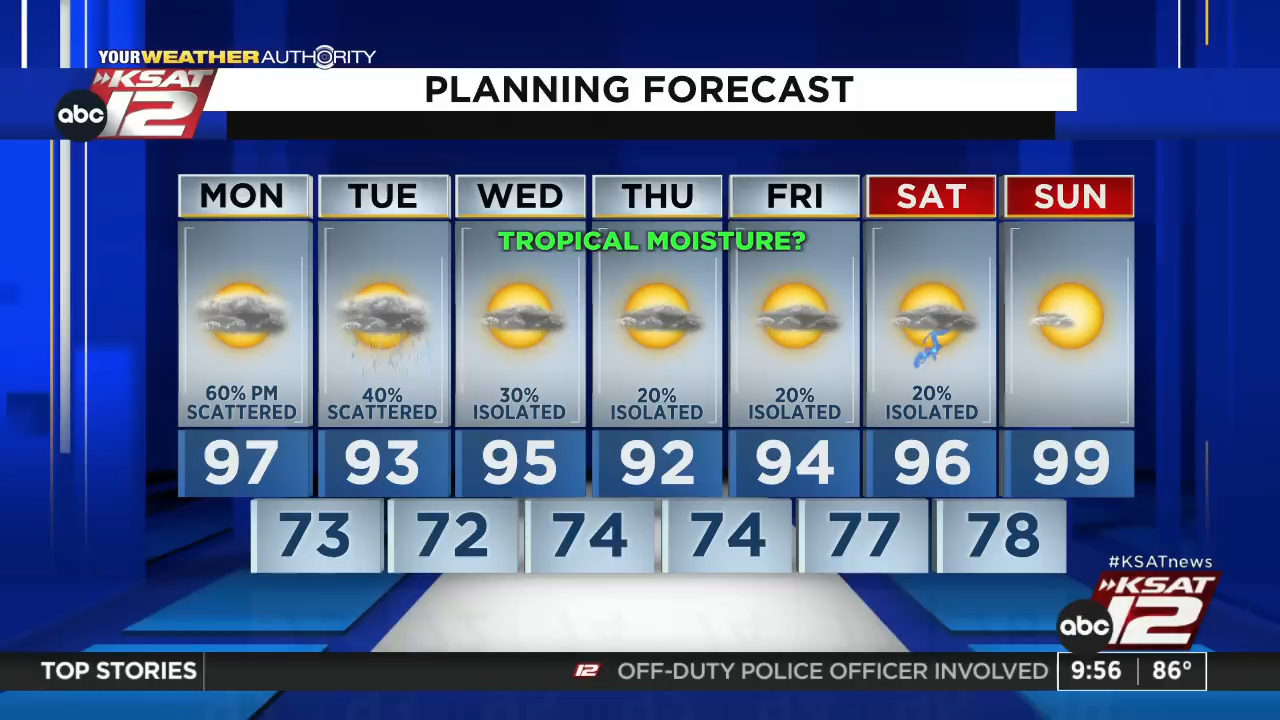 YOURWEATHERAUTHORITY
KSAT
abc 12
PLANNING FORECAST
MON TUE WED THU FRI SAT SUN
TROPICAL MOISTURE?
60% PM 40% 30% 20% 20% 20%
SCATTERED SCATTERED ISOLATED ISOLATED ISOLATED ISOLATED
97 93 95 92 94 96 99
73 72 74 74 77 78
#KSATnews
KSAT
abc 12
TOP STORIES 12 OFF-DUTY POLICE OFFICER INVOLVED 9:56 86°